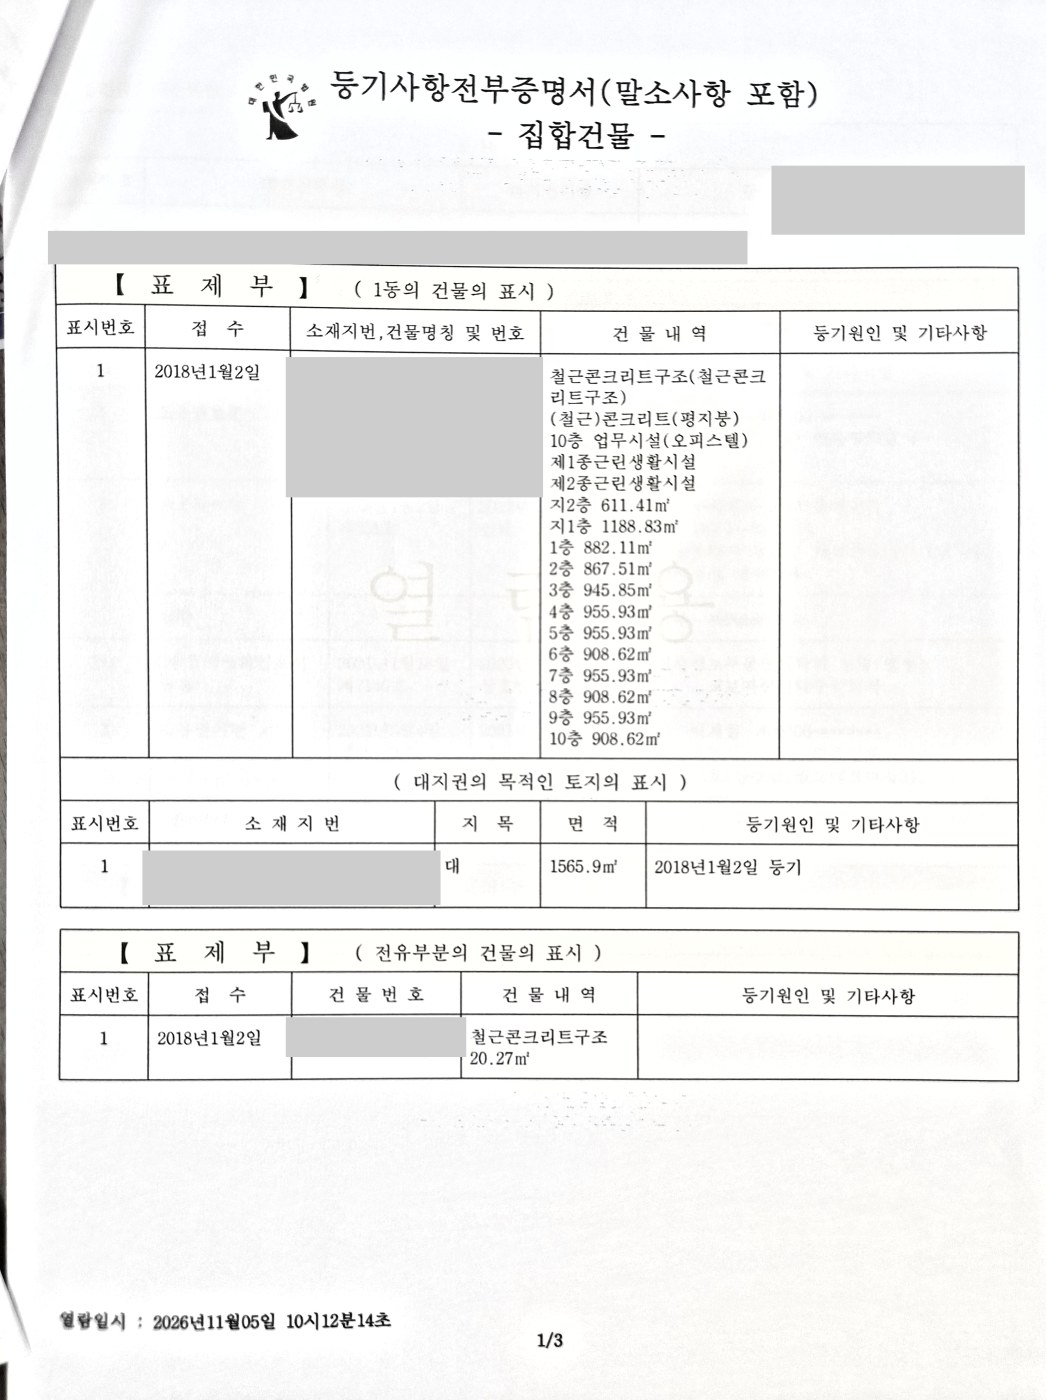 대한민국법원
등기사항전부증명서(말소사항 포함)
- 집합건물 -
【 표 제 부 】 ( 1동의 건물의 표시 )
표시번호 접 수 소재지번,건물명칭 및 번호 건 물 내 역 등기원인 및 기타사항
1 2018년1월2일 철근콘크리트구조(철근콘크
리트구조)
(철근)콘크리트(평지붕)
10층 업무시설(오피스텔)
제1종근린생활시설
제2종근린생활시설
지2층 611.41㎡
지1층 1188.83㎡
1층 882.11㎡
2층 867.51㎡
3층 945.85㎡
4층 955.93㎡
5층 955.93㎡
6층 908.62㎡
7층 955.93㎡
8층 908.62㎡
9층 955.93㎡
10층 908.62㎡
열 람 용
( 대지권의 목적인 토지의 표시 )
표시번호 소 재 지 번 지 목 면 적 등기원인 및 기타사항
1 대 1565.9㎡ 2018년1월2일 등기
【 표 제 부 】 ( 전유부분의 건물의 표시 )
표시번호 접 수 건 물 번 호 건 물 내 역 등기원인 및 기타사항
1 2018년1월2일 철근콘크리트구조
20.27㎡
열람일시 : 2026년11월05일 10시12분14초
1/3